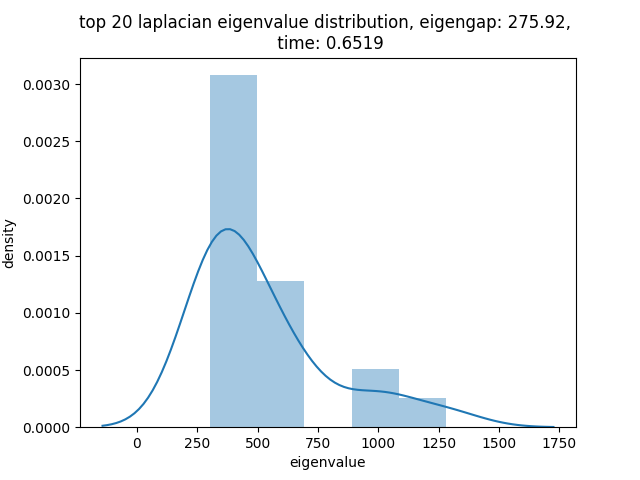 top 20 laplacian eigenvalue distribution, eigengap: 275.92,
time: 0.6519
0.0030
0.0025
0.0020
0.0015
0.0010
0.0005
0.0000
density
0 250 500 750 1000 1250 1500 1750
eigenvalue